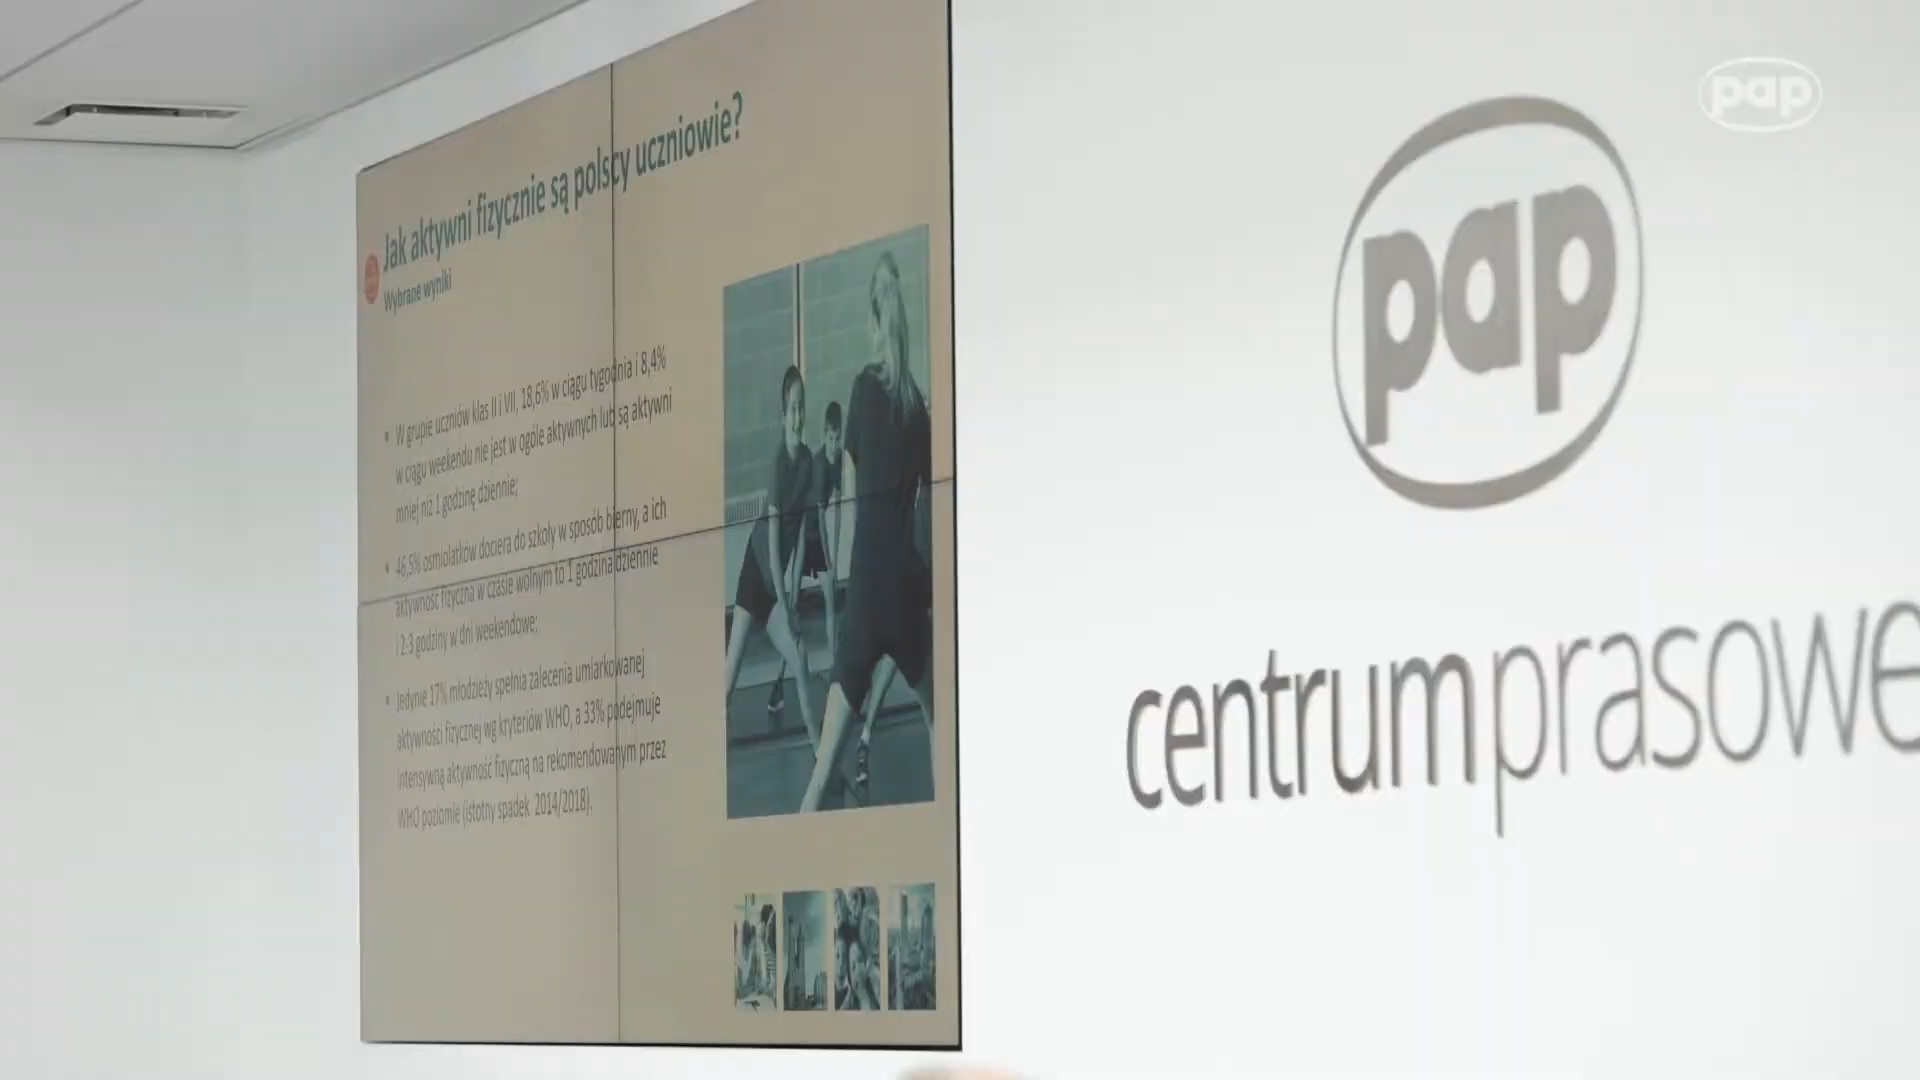 Jak aktywni fizycznie są polscy uczniowie?
Wybrane wyniki
W grupie uczniów klas II i VII, 18,6% w ciągu tygodnia i 8,4%
w ciągu weekendu nie jest w ogóle aktywnych lub są aktywni
mniej niż 1 godzinę dziennie;
46,5% ośmiolatków dociera do szkoły w sposób bierny, a ich
aktywność fizyczna w czasie wolnym to 1 godzina dziennie
i 2-3 godziny w dni weekendowe;
Jedynie 17% młodzieży spełnia zalecenia umiarkowanej
aktywności fizycznej wg kryteriów WHO, a 33% podejmuje
intensywną aktywność fizyczną na rekomendowanym przez
WHO poziomie (istotny spadek 2014/2018).
pap
centrumprasowe
pap